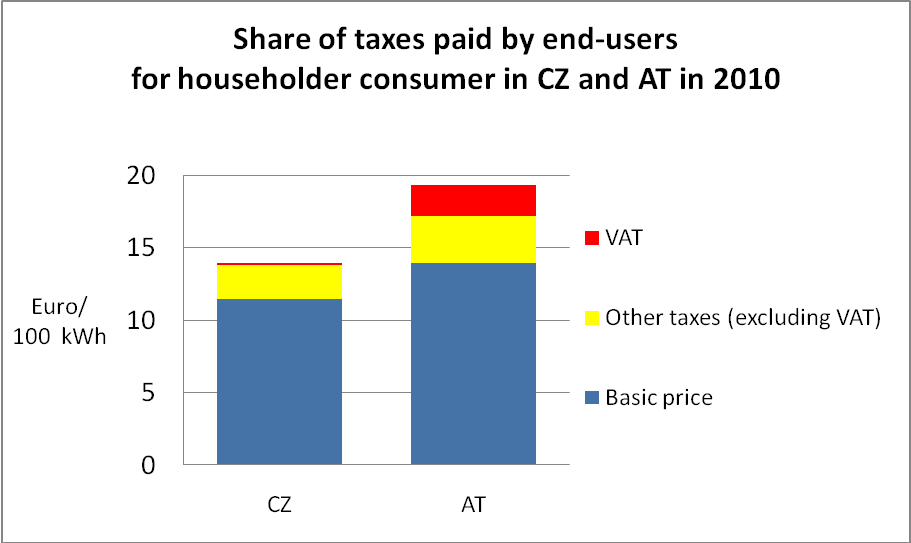 Share of taxes paid by end-users
for householder consumer in CZ and AT in 2010
20
15
10
5
0
Euro/
100 kWh
CZ
AT
VAT
Other taxes (excluding VAT)
Basic price